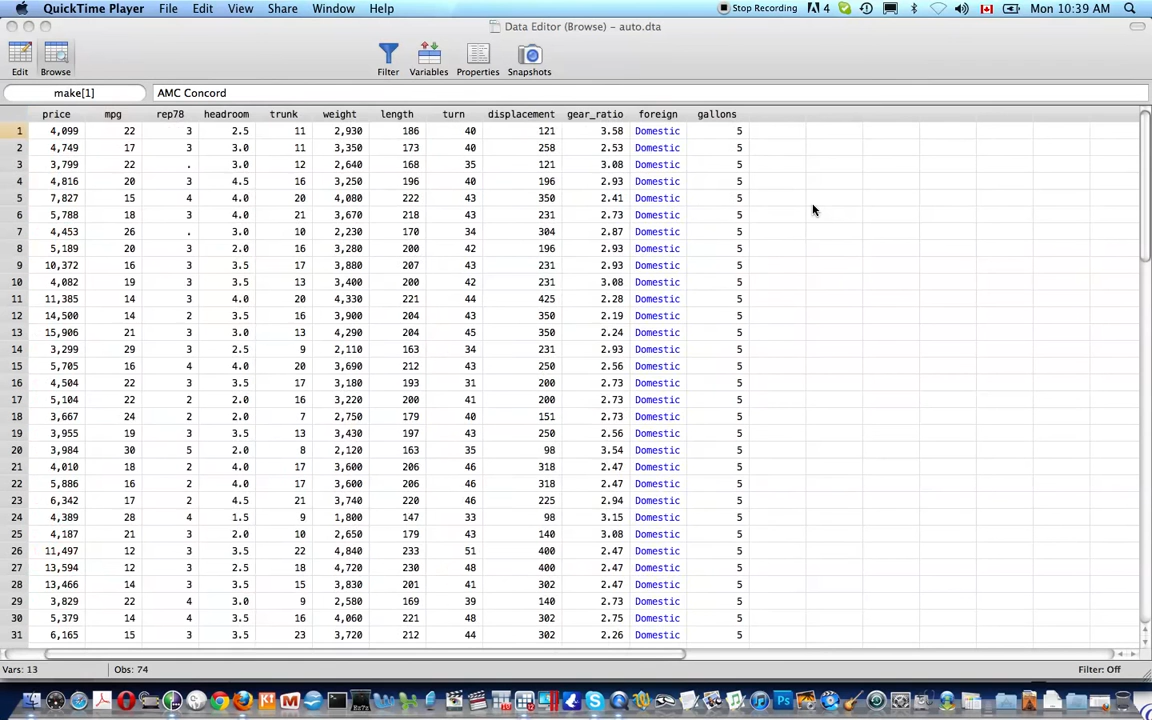 QuickTime Player File Edit View Share Window Help Stop Recording 4 Mon 10:39 AM
Data Editor (Browse) – auto.dta
Edit Browse Filter Variables Properties Snapshots
make[1] AMC Concord
price mpg rep78 headroom trunk weight length turn displacement gear_ratio foreign gallons
1 4,099 22 3 2.5 11 2,930 186 40 121 3.58 Domestic 5
2 4,749 17 3 3.0 11 3,350 173 40 258 2.53 Domestic 5
3 3,799 22 . 3.0 12 2,640 168 35 121 3.08 Domestic 5
4 4,816 20 3 4.5 16 3,250 196 40 196 2.93 Domestic 5
5 7,827 15 4 4.0 20 4,080 222 43 350 2.41 Domestic 5
6 5,788 18 3 4.0 21 3,670 218 43 231 2.73 Domestic 5
7 4,453 26 . 3.0 10 2,230 170 34 304 2.87 Domestic 5
8 5,189 20 3 2.0 16 3,280 200 42 196 2.93 Domestic 5
9 10,372 16 3 3.5 17 3,880 207 43 231 2.93 Domestic 5
10 4,082 19 3 3.5 13 3,400 200 42 231 3.08 Domestic 5
11 11,385 14 3 4.0 20 4,330 221 44 425 2.28 Domestic 5
12 14,500 14 2 3.5 16 3,900 204 43 350 2.19 Domestic 5
13 15,906 21 3 3.0 13 4,290 204 45 350 2.24 Domestic 5
14 3,299 29 3 2.5 9 2,110 163 34 231 2.93 Domestic 5
15 5,705 16 4 4.0 20 3,690 212 43 250 2.56 Domestic 5
16 4,504 22 3 3.5 17 3,180 193 31 200 2.73 Domestic 5
17 5,104 22 2 2.0 16 3,220 200 41 200 2.73 Domestic 5
18 3,667 24 2 2.0 7 2,750 179 40 151 2.73 Domestic 5
19 3,955 19 3 3.5 13 3,430 197 43 250 2.56 Domestic 5
20 3,984 30 5 2.0 8 2,120 163 35 98 3.54 Domestic 5
21 4,010 18 2 4.0 17 3,600 206 46 318 2.47 Domestic 5
22 5,886 16 2 4.0 17 3,600 206 46 318 2.47 Domestic 5
23 6,342 17 2 4.5 21 3,740 220 46 225 2.94 Domestic 5
24 4,389 28 4 1.5 9 1,800 147 33 98 3.15 Domestic 5
25 4,187 21 3 2.0 10 2,650 179 43 140 3.08 Domestic 5
26 11,497 12 3 3.5 22 4,840 233 51 400 2.47 Domestic 5
27 13,594 12 3 2.5 18 4,720 230 48 400 2.47 Domestic 5
28 13,466 14 3 3.5 15 3,830 201 41 302 2.47 Domestic 5
29 3,829 22 4 3.0 9 2,580 169 39 140 2.73 Domestic 5
30 5,379 14 4 3.5 16 4,060 221 48 302 2.75 Domestic 5
31 6,165 15 3 3.5 23 3,720 212 44 302 2.26 Domestic 5
Vars: 13 Obs: 74 Filter: Off